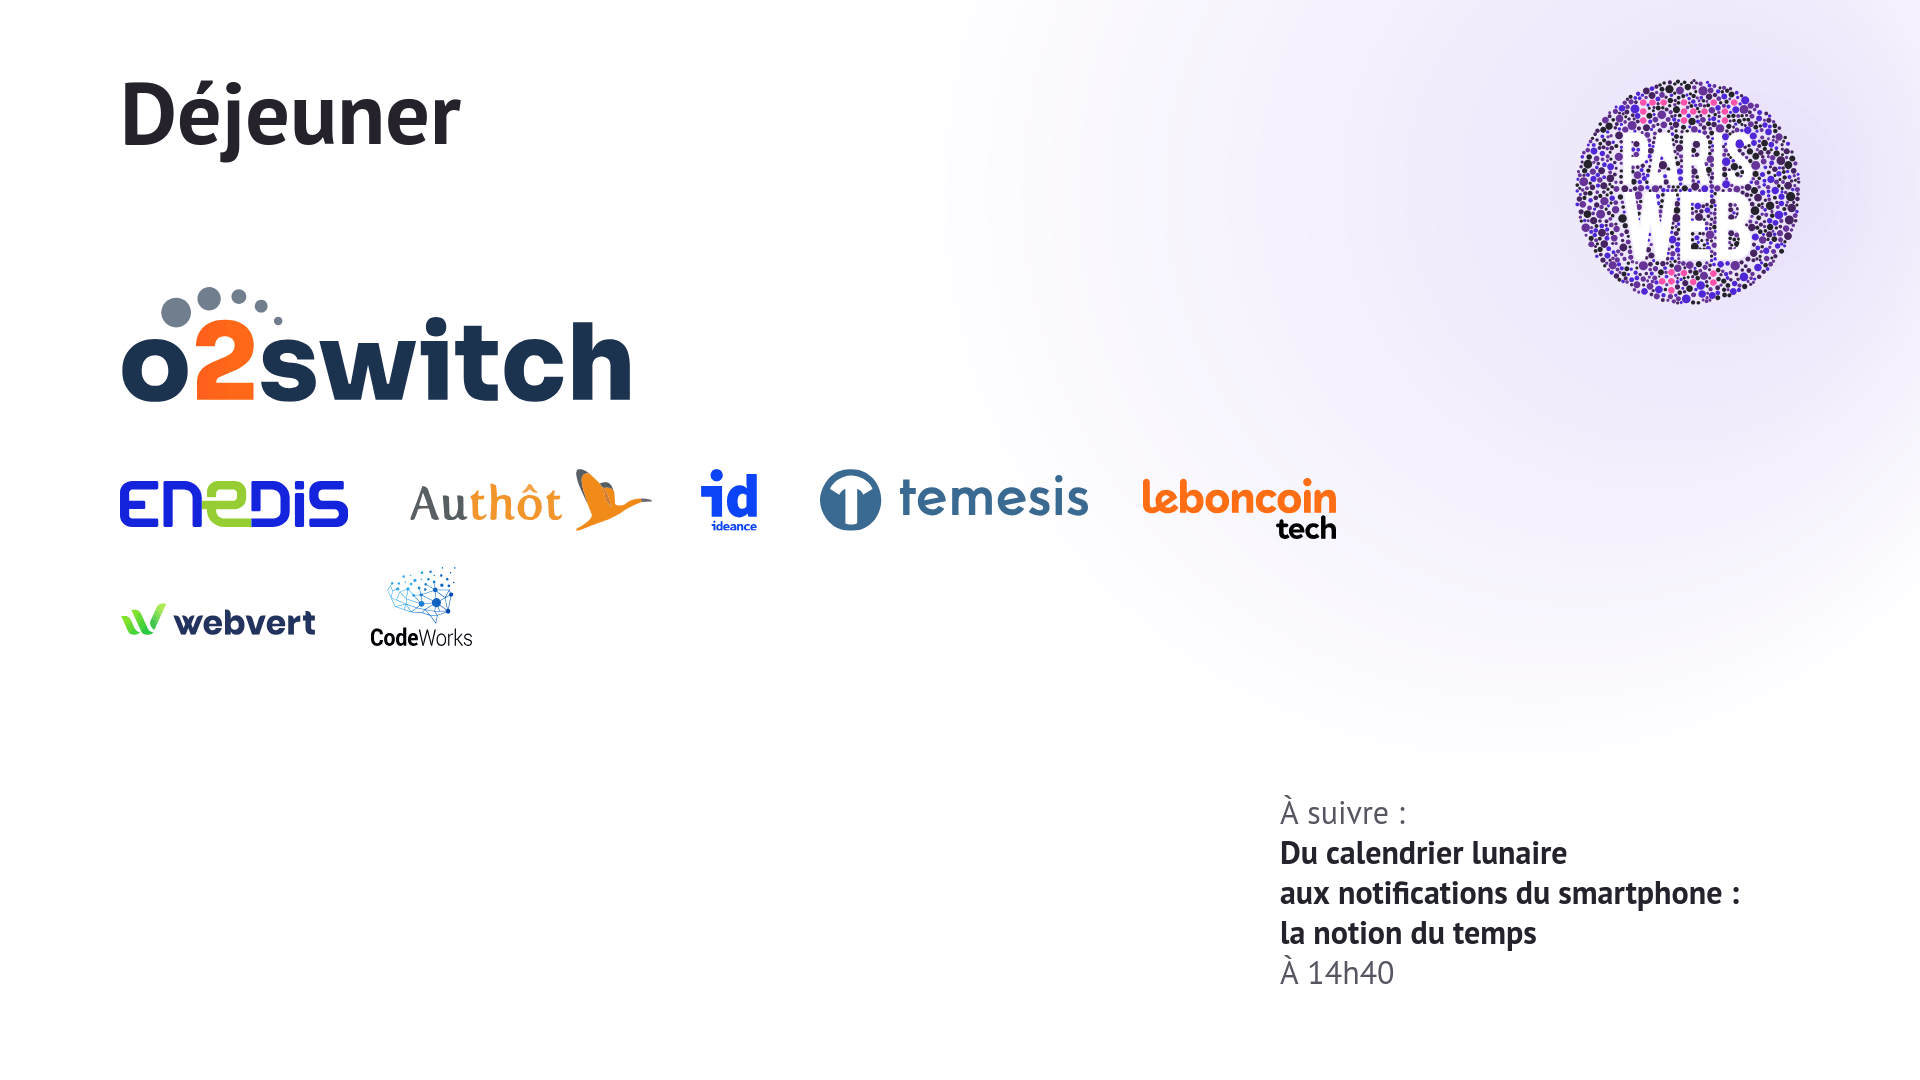 Déjeuner
PARIS
WEB
o2switch
ENEDIS
Authôt
id
ideance
temesis
leboncoin
tech
webvert
CodeWorks
À suivre :
Du calendrier lunaire
aux notifications du smartphone :
la notion du temps
À 14h40